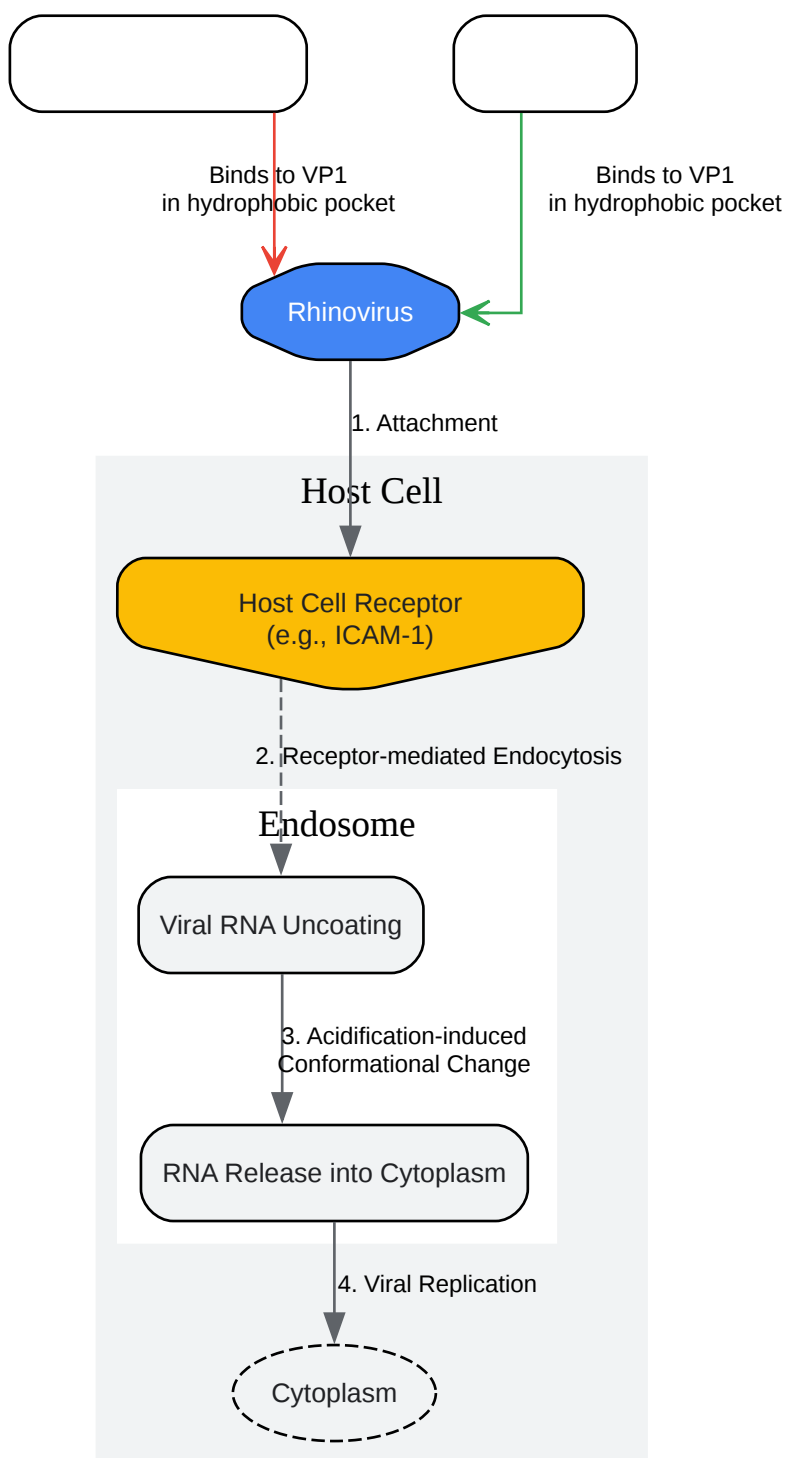 Binds to VP1
in hydrophobic pocket
Binds to VP1
in hydrophobic pocket
Rhinovirus
1. Attachment
Host Cell
Host Cell Receptor
(e.g., ICAM-1)
2. Receptor-mediated Endocytosis
Endosome
Viral RNA Uncoating
3. Acidification-induced
Conformational Change
RNA Release into Cytoplasm
4. Viral Replication
Cytoplasm